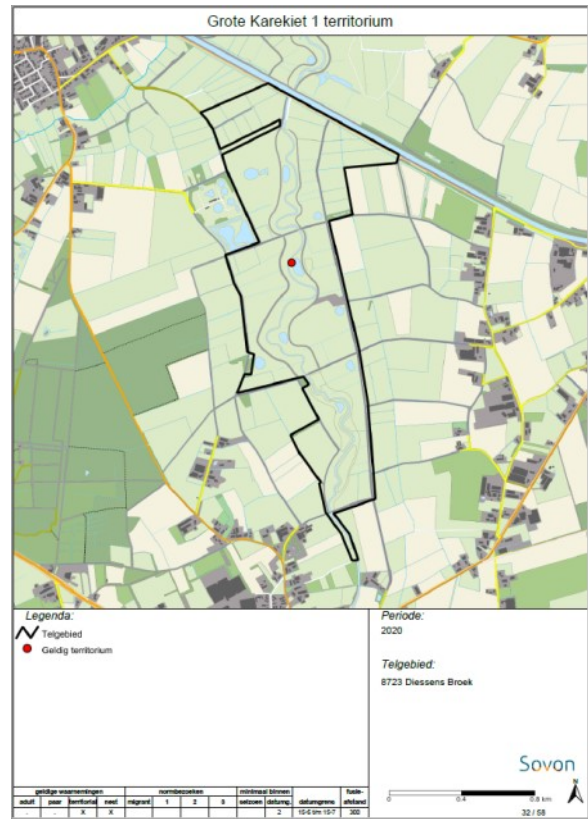 Grote Karekiet 1 territorium
Legenda:
Telgebied
Geldig territorium
Periode:
2020
Telgebied:
8723 Diessens Broek
Sovon
N
0 0.4 0.8 km
32 / 58
geldige waarnemingen normbezoeken minimaal binnen fusie-
adult paar territoriaal nest migrant 1 2 3 seizoen datumg. datumgrens afstand
. . X X 2 15-5 t/m 15-7 300